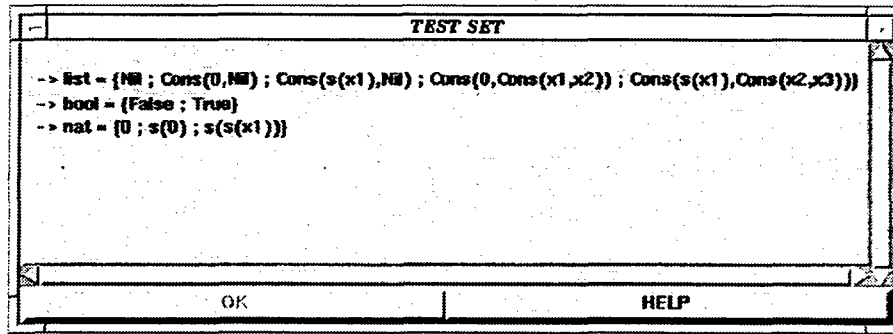 TEST SET
-> list = {Nil ; Cons(0,Nil) ; Cons(s(x1),Nil) ; Cons(0,Cons(x1,x2)) ; Cons(s(x1),Cons(x2,x3))}
-> bool = {False ; True}
-> nat = {0 ; s(0) ; s(s(x1))}
OK HELP